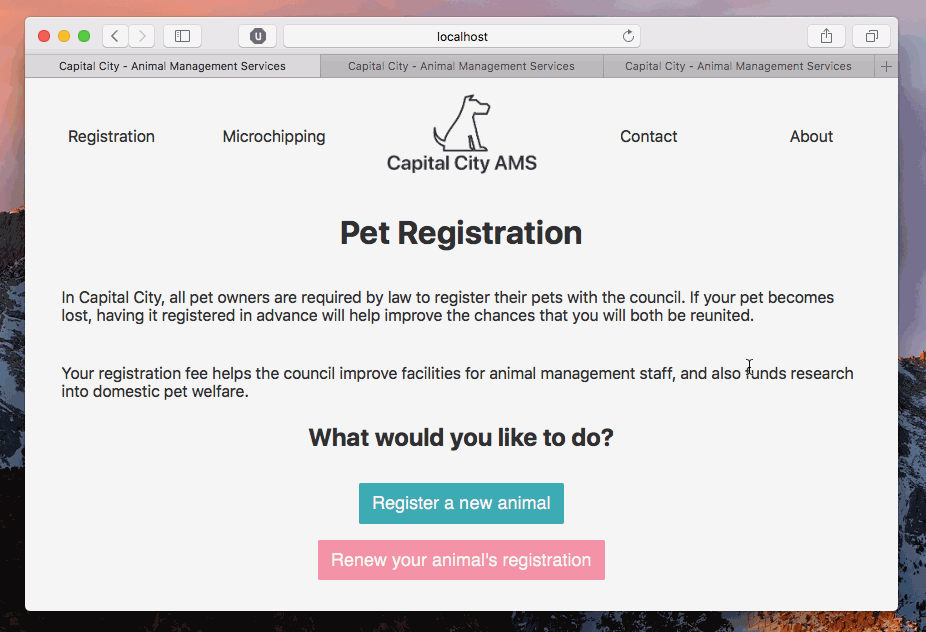 U
localhost
Capital City - Animal Management Services
Capital City - Animal Management Services
Capital City - Animal Management Services
Registration
Microchipping
Capital City AMS
Contact
About
Pet Registration
In Capital City, all pet owners are required by law to register their pets with the council. If your pet becomes
lost, having it registered in advance will help improve the chances that you will both be reunited.
Your registration fee helps the council improve facilities for animal management staff, and also funds research
into domestic pet welfare.
What would you like to do?
Register a new animal
Renew your animal's registration